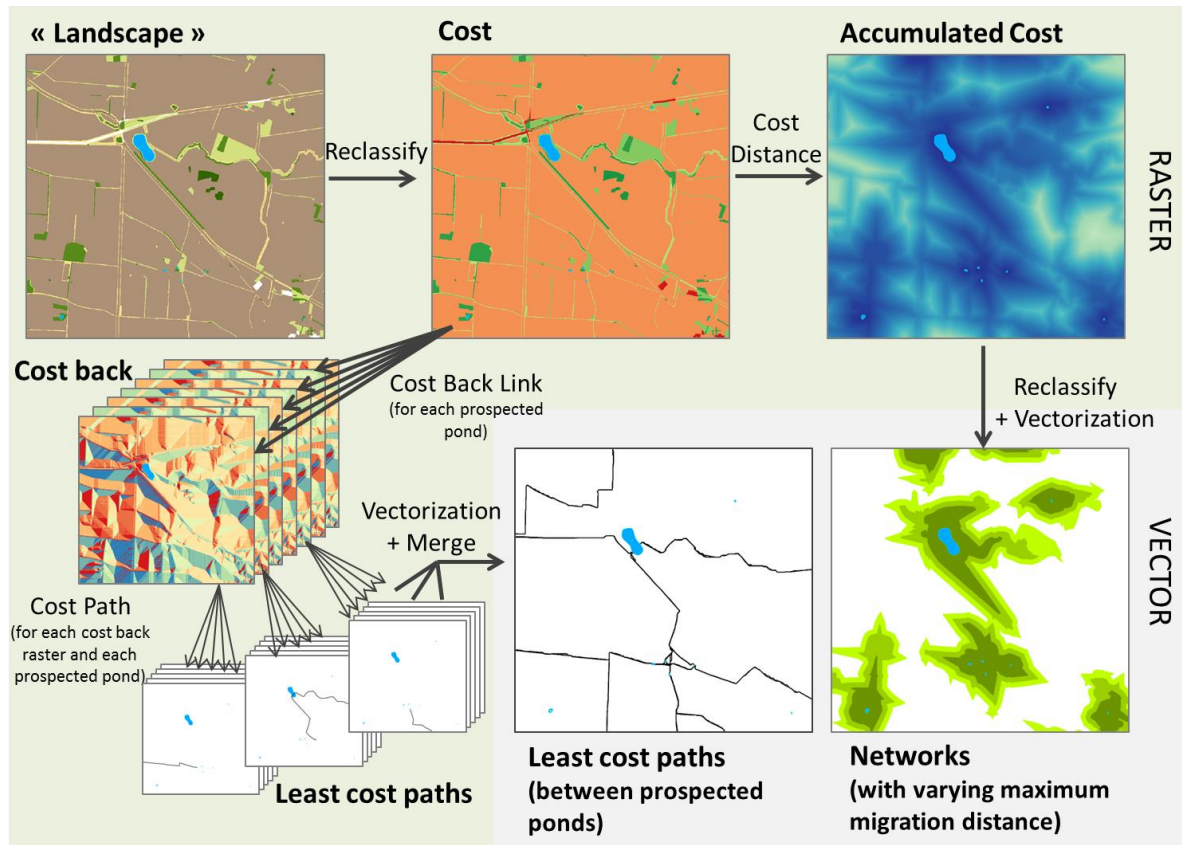 « Landscape »
Cost
Accumulated Cost
Reclassify
Cost
Distance
RASTER
Cost back
Cost Back Link
(for each prospected
pond)
Reclassify
+ Vectorization
Vectorization
+ Merge
VECTOR
Cost Path
(for each cost back
raster and each
prospected pond)
Least cost paths
Least cost paths
(between prospected
ponds)
Networks
(with varying maximum
migration distance)